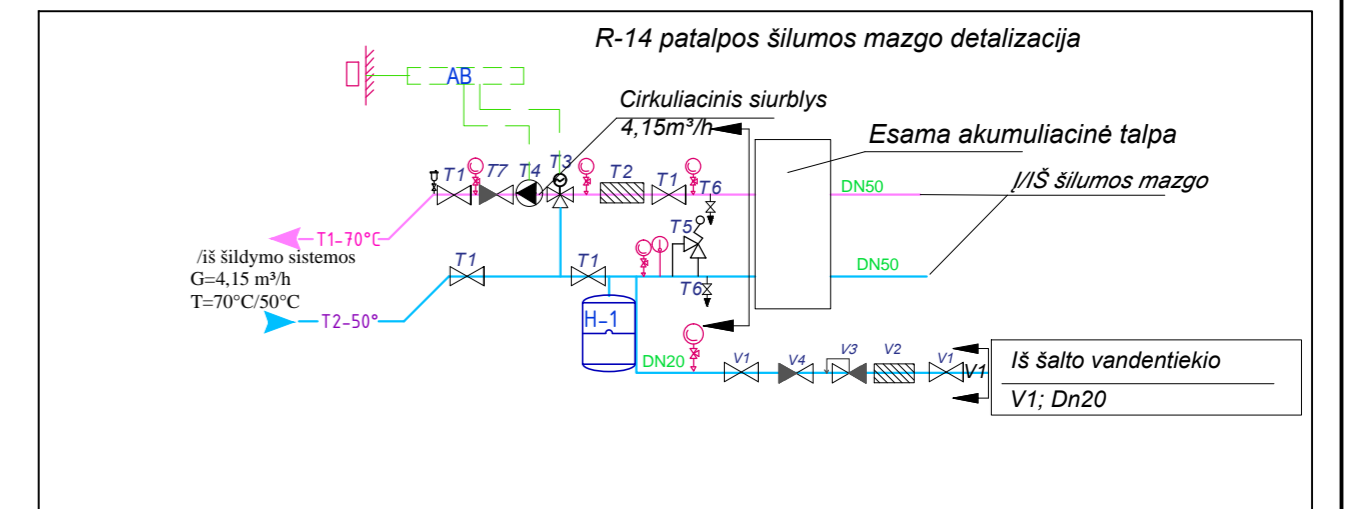 R-14 patalpos šilumos mazgo detalizacija
AB
Cirkuliacinis siurblys
4,15m³/h
Esama akumuliacinė talpa
T1
T7
T4
T3
T2
T1
T6
DN50
Į/IŠ šilumos mazgo
T1-70°C
T5
/iš šildymo sistemos
G=4,15 m³/h
T=70°C/50°C
T1
T1
T6
DN50
T2-50°
H-1
DN20
V1
V4
V3
V2
V1
V1
Iš šalto vandentiekio
V1; Dn20